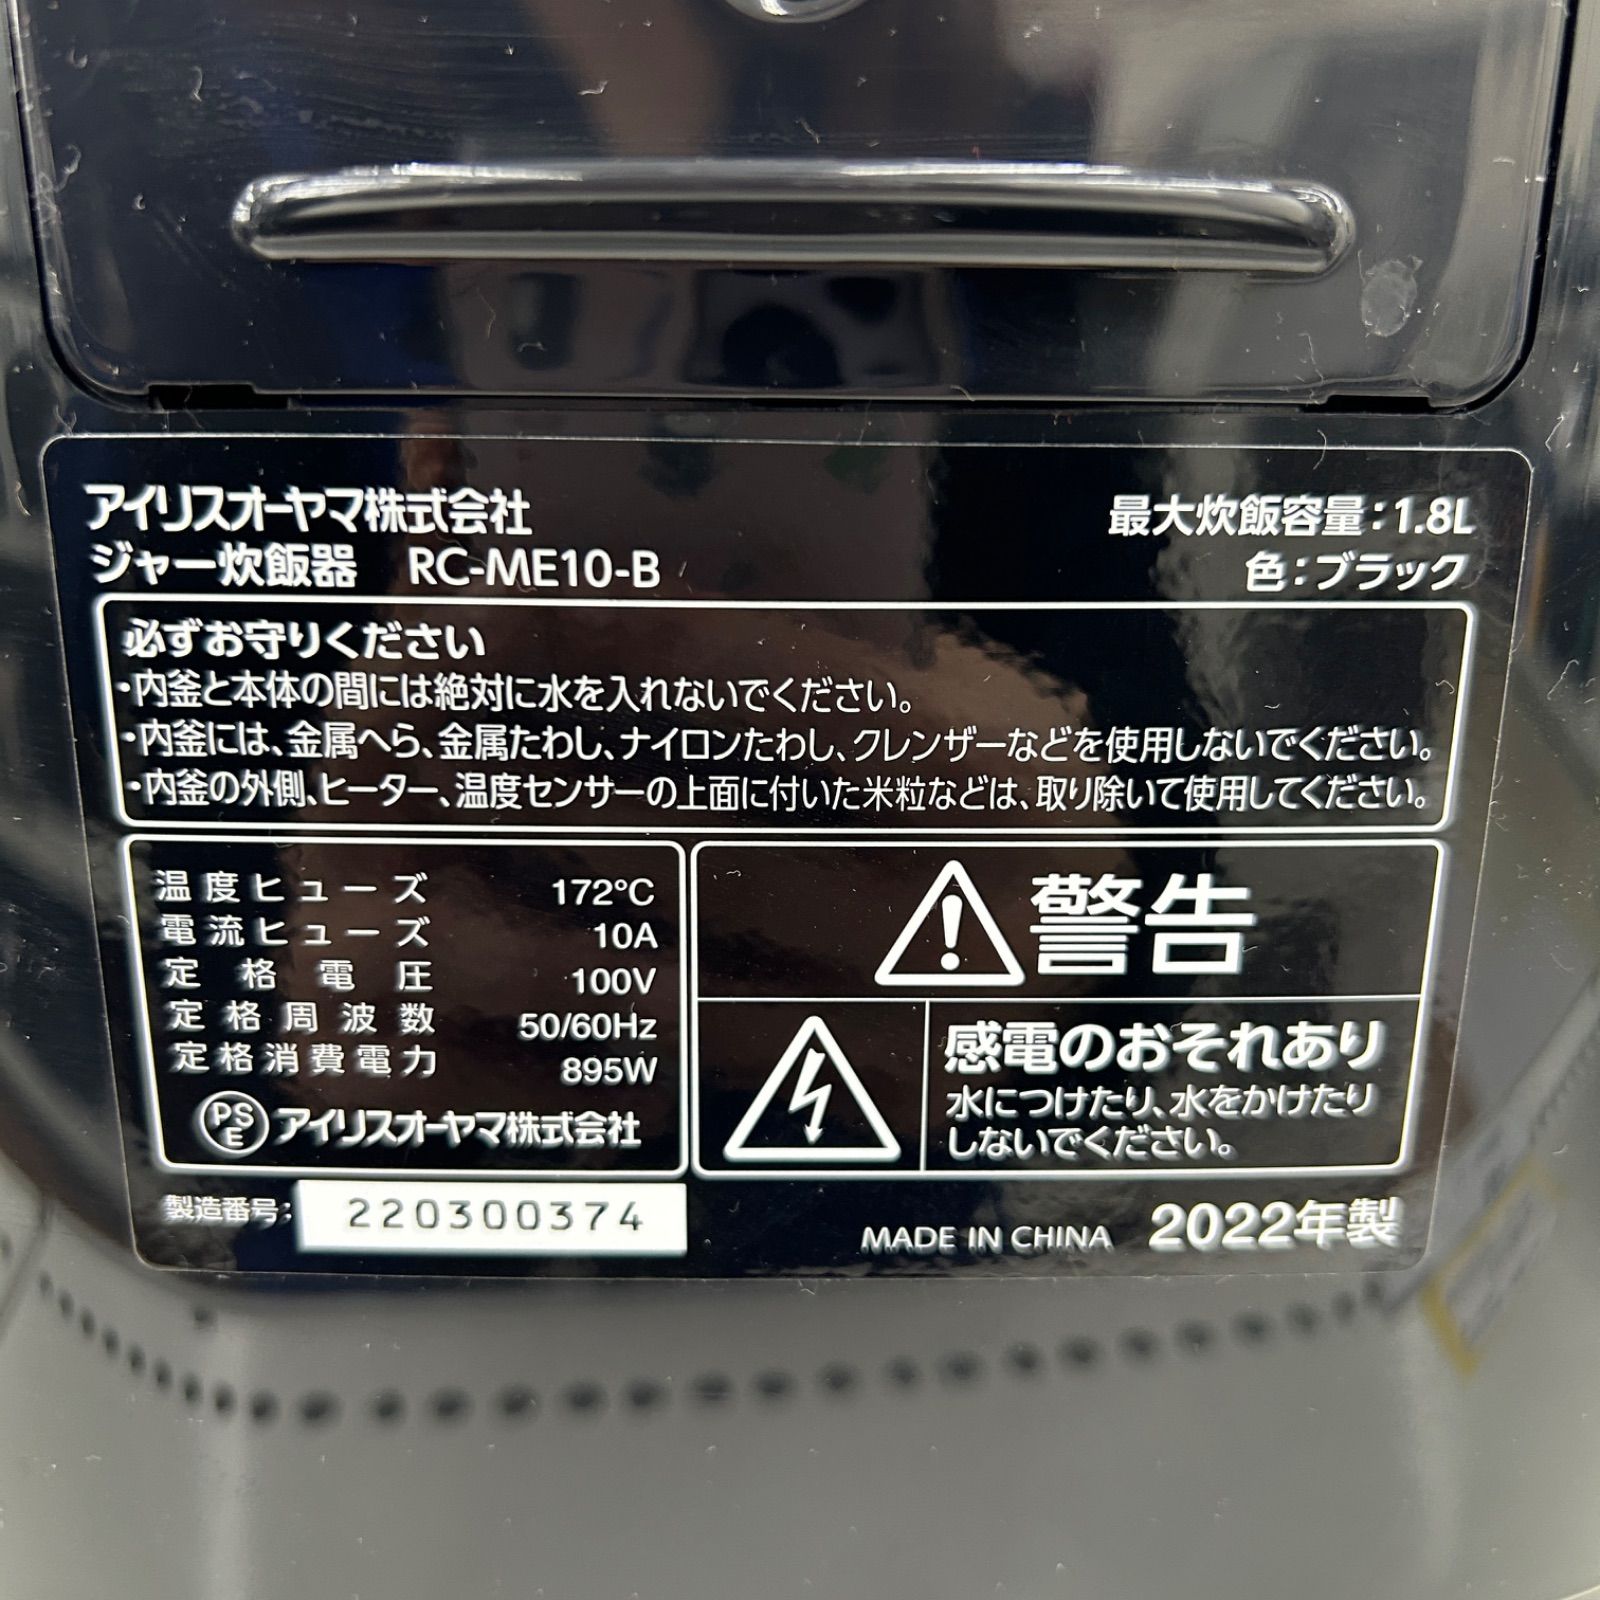 アイリスオーヤマ株式会社
ジャー炊飯器 RC-ME10-B
最大炊飯容量:1.8L
色:ブラック
必ずお守りください
・内釜と本体の間には絶対に水を入れないでください。
・内釜には、金属へら、金属たわし、ナイロンたわし、クレンザーなどを使用しないでください。
・内釜の外側、ヒーター、温度センサーの上面に付いた米粒などは、取り除いて使用してください。
温度ヒューズ 172℃
電流ヒューズ 10A
定格電圧 100V
定格周波数 50/60Hz
定格消費電力 895W
PSE アイリスオーヤマ株式会社
警告
感電のおそれあり
水につけたり、水をかけたり
しないでください。
製造番号: 220300374
MADE IN CHINA 2022年製